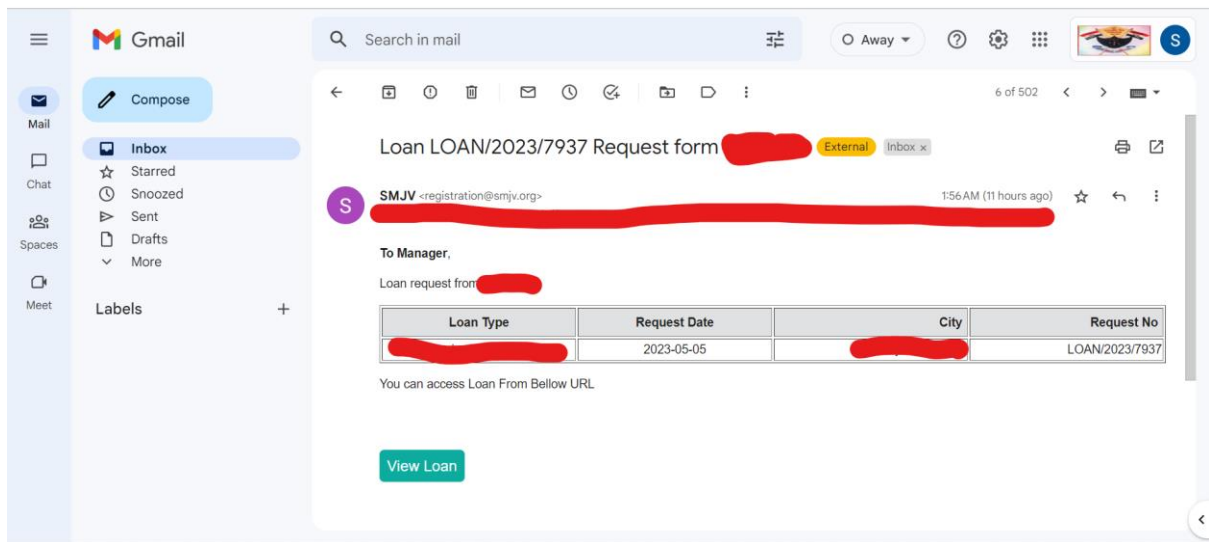 Gmail
Search in mail
Away
S
Compose
6 of 502
Mail
Inbox
Starred
Snoozed
Sent
Drafts
More
Chat
Spaces
Meet
Labels
Loan LOAN/2023/7937 Request form
External
Inbox x
S
SMJV <registration@smjv.org>
1:56 AM (11 hours ago)
To Manager,
Loan request from
Loan Type Request Date City Request No
2023-05-05 LOAN/2023/7937
You can access Loan From Bellow URL
View Loan